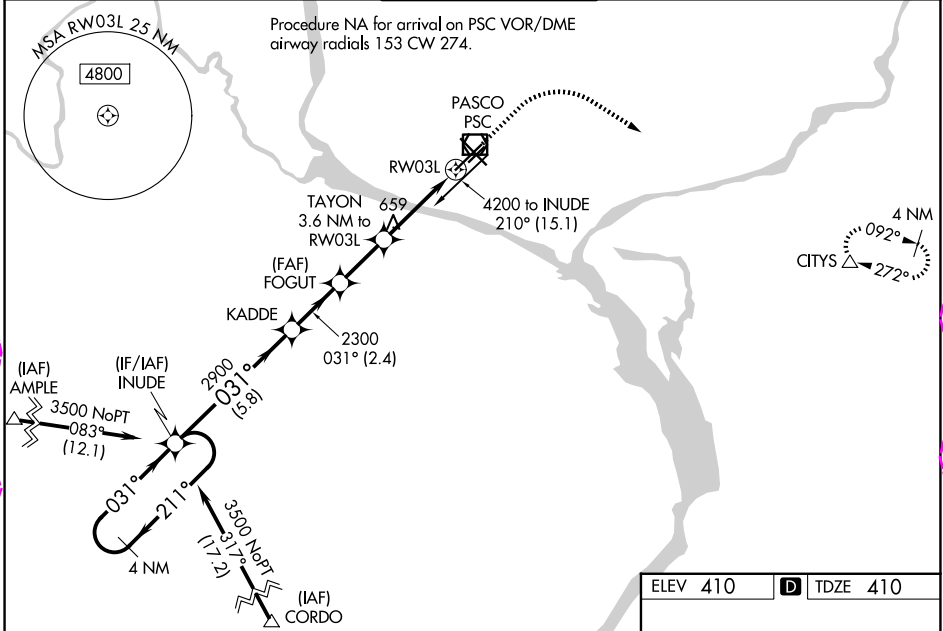 MSA RW03L 25 NM
4800
Procedure NA for arrival on PSC VOR/DME
airway radials 153 CW 274.
PASCO
PSC
RW03L
TAYON
3.6 NM to
RW03L
659
4200 to INUDE
210° (15.1)
4 NM
092°
CITYS
272°
(FAF)
FOGUT
KADDE
2300
031° (2.4)
(IF/IAF)
INUDE
2900
031°
(5.8)
(IAF)
AMPLE
3500 NoPT
083°
(12.1)
031°
211°
4 NM
3500 NoPT
317°
(17.2)
(IAF)
CORDO
ELEV 410 D TDZE 410